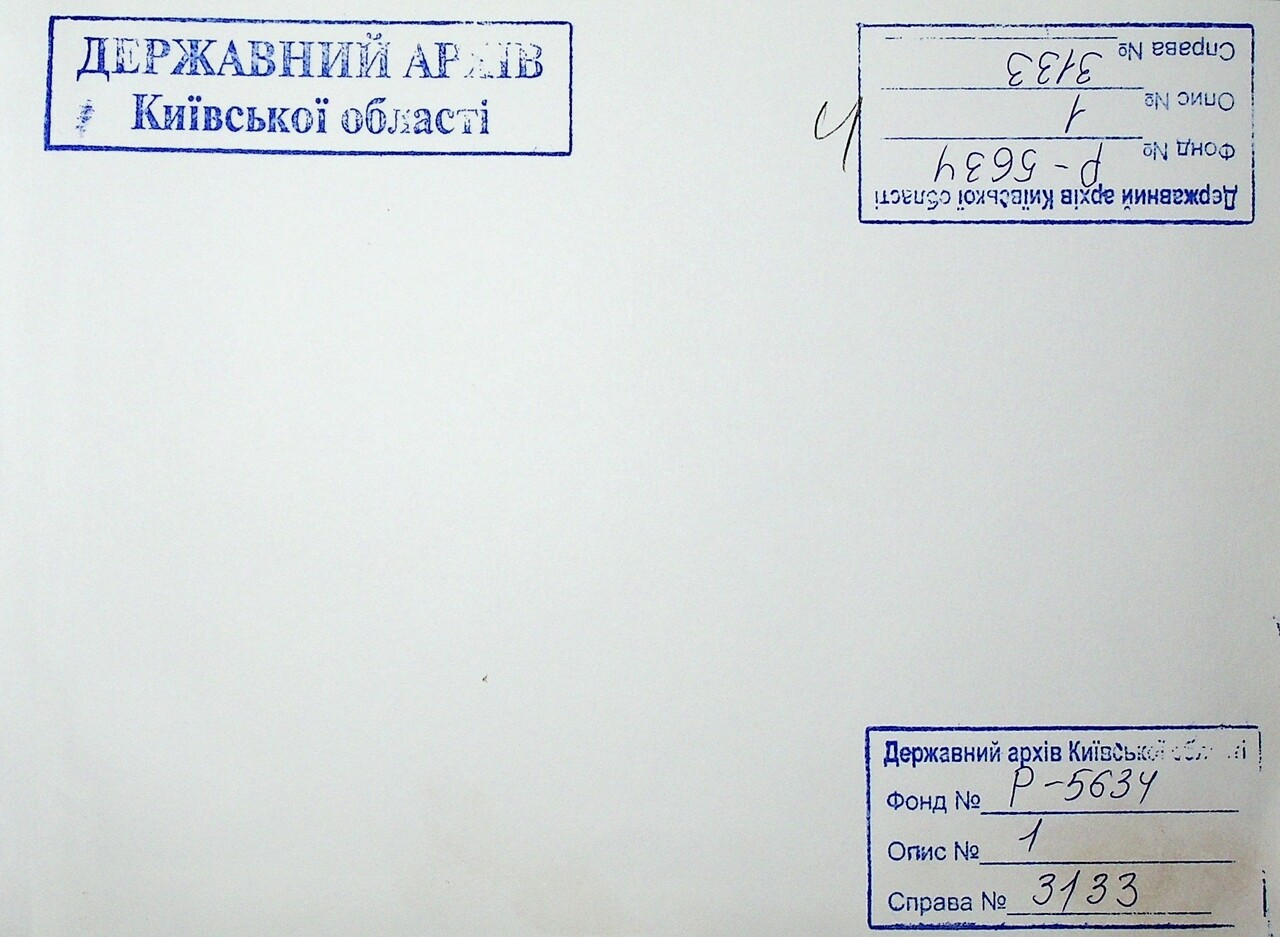 ДЕРЖАВНИЙ АРХІВ
Київської області
Державний архів Київської області
Фонд № Р-5634
Опис № 1
Справа № 3133
4
Державний архів Київської області
Фонд № Р-5634
Опис № 1
Справа № 3133